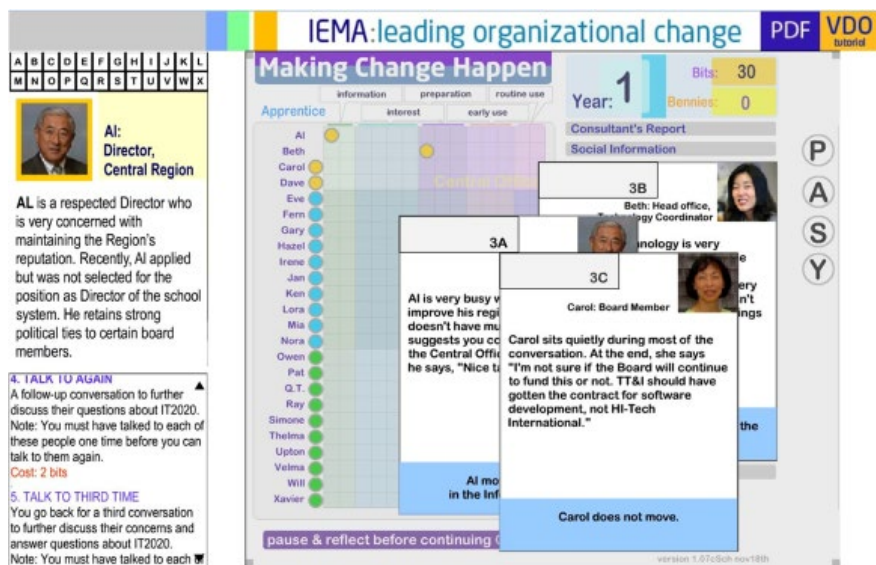 IEMA:leading organizational change
PDF
VDO
tutorial
A B C D E F G H I J K L
M N O P Q R S T U V W X
Al:
Director,
Central Region
AL is a respected Director who
is very concerned with
maintaining the Region's
reputation. Recently, Al applied
but was not selected for the
position as Director of the school
system. He retains strong
political ties to certain board
members.
4. TALK TO AGAIN
A follow-up conversation to further
discuss their questions about IT2020.
Note: You must have talked to each of
these people one time before you can
talk to them again.
Cost: 2 bits
5. TALK TO THIRD TIME
You go back for a third conversation
to further discuss their concerns and
answer questions about IT2020.
Note: You must have talked to each
Making Change Happen
information
preparation
routine use
Apprentice
interest
early use
Al
Beth
Carol
Dave
Eve
Fern
Gary
Hazel
Irene
Jan
Ken
Lora
Mia
Nora
Owen
Pat
Q.T.
Ray
Simone
Thelma
Upton
Velma
Will
Xavier
pause & reflect before continuing
Year: 1
Bits: 30
Bennies: 0
Consultant's Report
Social Information
P
A
S
Y
3B
Beth: Head office,
Coordinator
is very
the
3A
Al is very busy
improve his
doesn't have
suggests you
the Central
he says, "Nice
Al
in the
3C
Carol: Board Member
Carol sits quietly during most of the
conversation. At the end, she says
"I'm not sure if the Board will continue
to fund this or not. TT&I should have
gotten the contract for software
development, not HI-Tech
International."
Carol does not move.
version 1.07c5ch nov18th